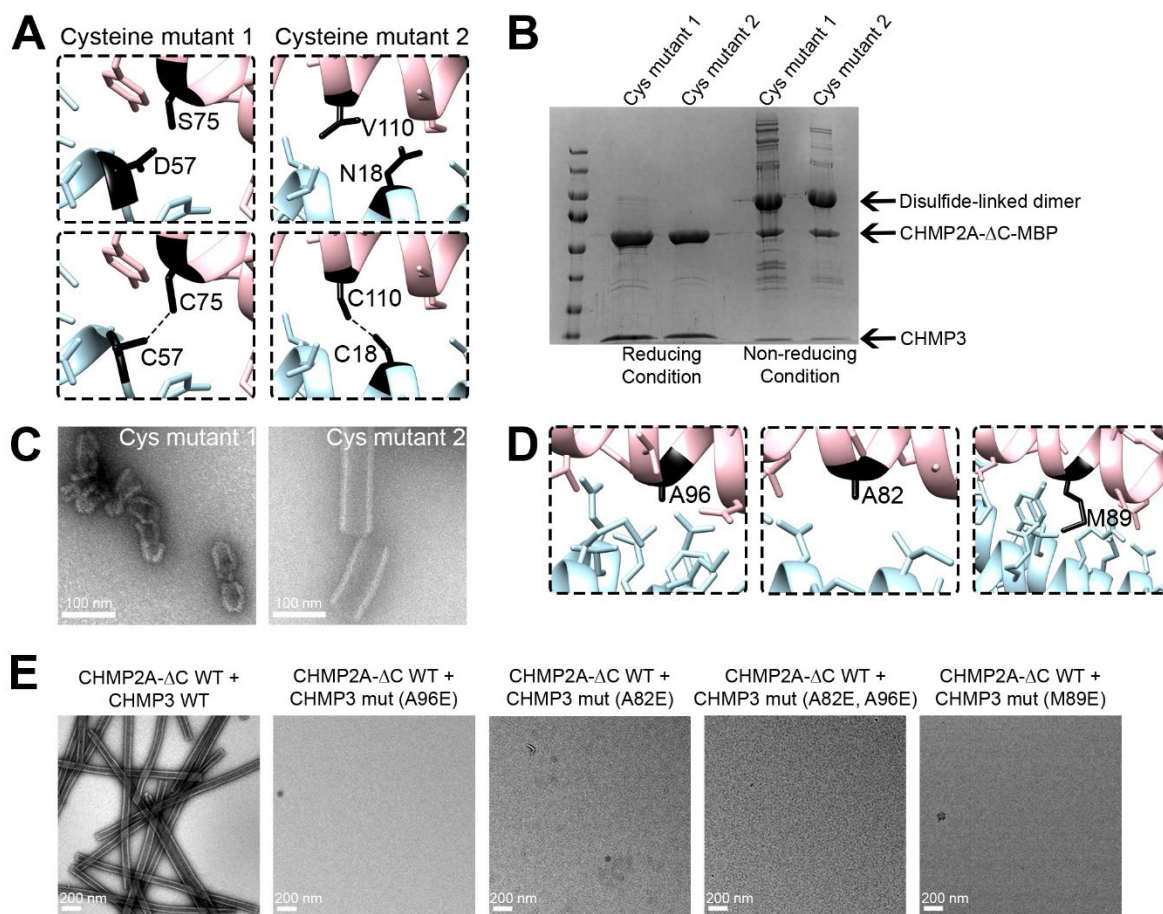 A
Cysteine mutant 1
Cysteine mutant 2
S75
D57
V110
N18
C75
C57
C110
C18
B
Cys mutant 1
Cys mutant 2
Cys mutant 1
Cys mutant 2
Disulfide-linked dimer
CHMP2A-ΔC-MBP
CHMP3
Reducing
Condition
Non-reducing
Condition
C
Cys mutant 1
100 nm
Cys mutant 2
100 nm
D
A96
A82
M89
E
CHMP2A-ΔC WT +
CHMP3 WT
CHMP2A-ΔC WT +
CHMP3 mut (A96E)
CHMP2A-ΔC WT +
CHMP3 mut (A82E)
CHMP2A-ΔC WT +
CHMP3 mut (A82E, A96E)
CHMP2A-ΔC WT +
CHMP3 mut (M89E)
200 nm
200 nm
200 nm
200 nm
200 nm